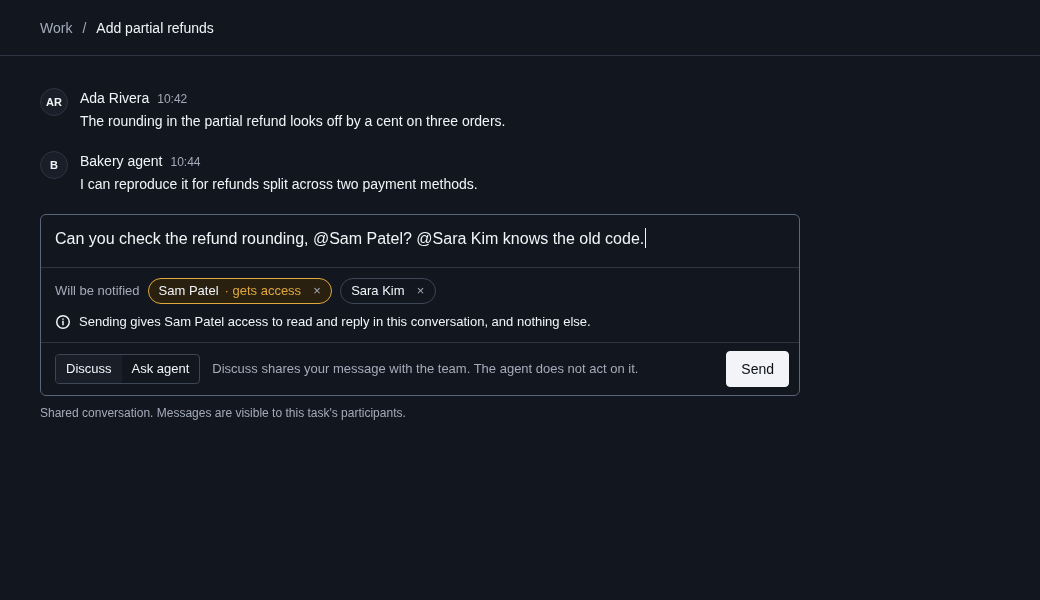 Work / Add partial refunds
AR
Ada Rivera 10:42
The rounding in the partial refund looks off by a cent on three orders.
B
Bakery agent 10:44
I can reproduce it for refunds split across two payment methods.
Can you check the refund rounding, @Sam Patel? @Sara Kim knows the old code.
Will be notified Sam Patel · gets access × Sara Kim ×
Sending gives Sam Patel access to read and reply in this conversation, and nothing else.
Discuss Ask agent Discuss shares your message with the team. The agent does not act on it. Send
Shared conversation. Messages are visible to this task's participants.